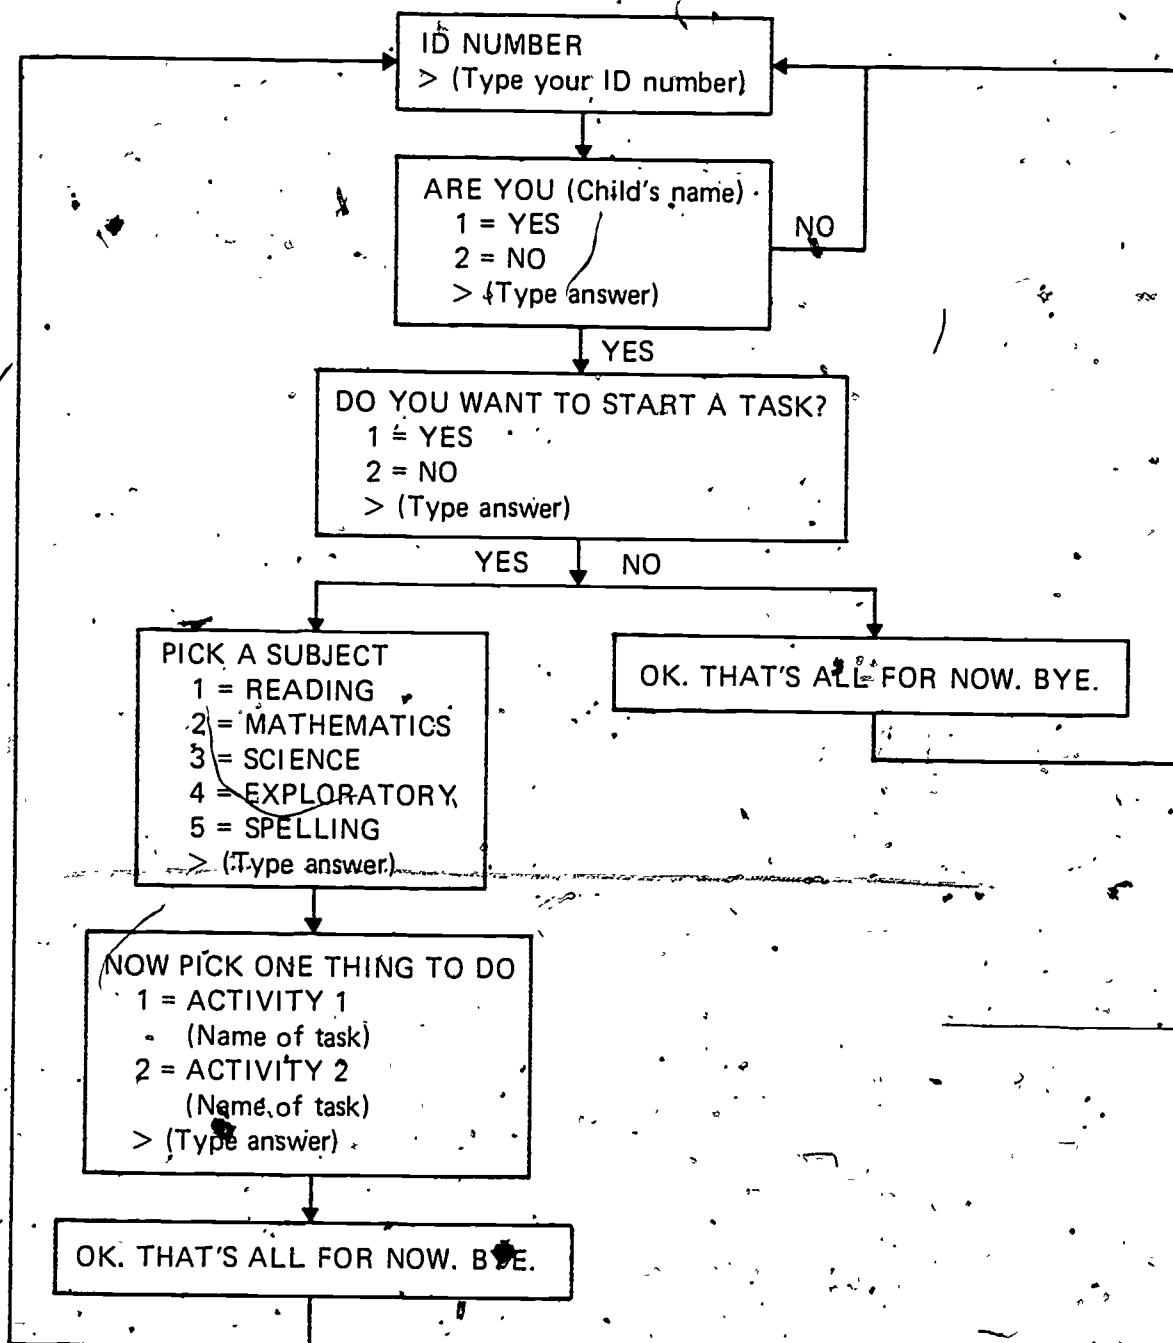 ID NUMBER
> (Type your ID number)
ARE YOU (Child's name)
1 = YES
2 = NO
> (Type answer)
NO
YES
DO YOU WANT TO START A TASK?
1 = YES
2 = NO
> (Type answer)
YES NO
PICK A SUBJECT
1 = READING
2 = MATHEMATICS
3 = SCIENCE
4 = EXPLORATORY
5 = SPELLING
> (Type answer)
OK. THAT'S ALL FOR NOW. BYE.
NOW PICK ONE THING TO DO
1 = ACTIVITY 1
(Name of task)
2 = ACTIVITY 2
(Name of task)
> (Type answer)
OK. THAT'S ALL FOR NOW. BYE.